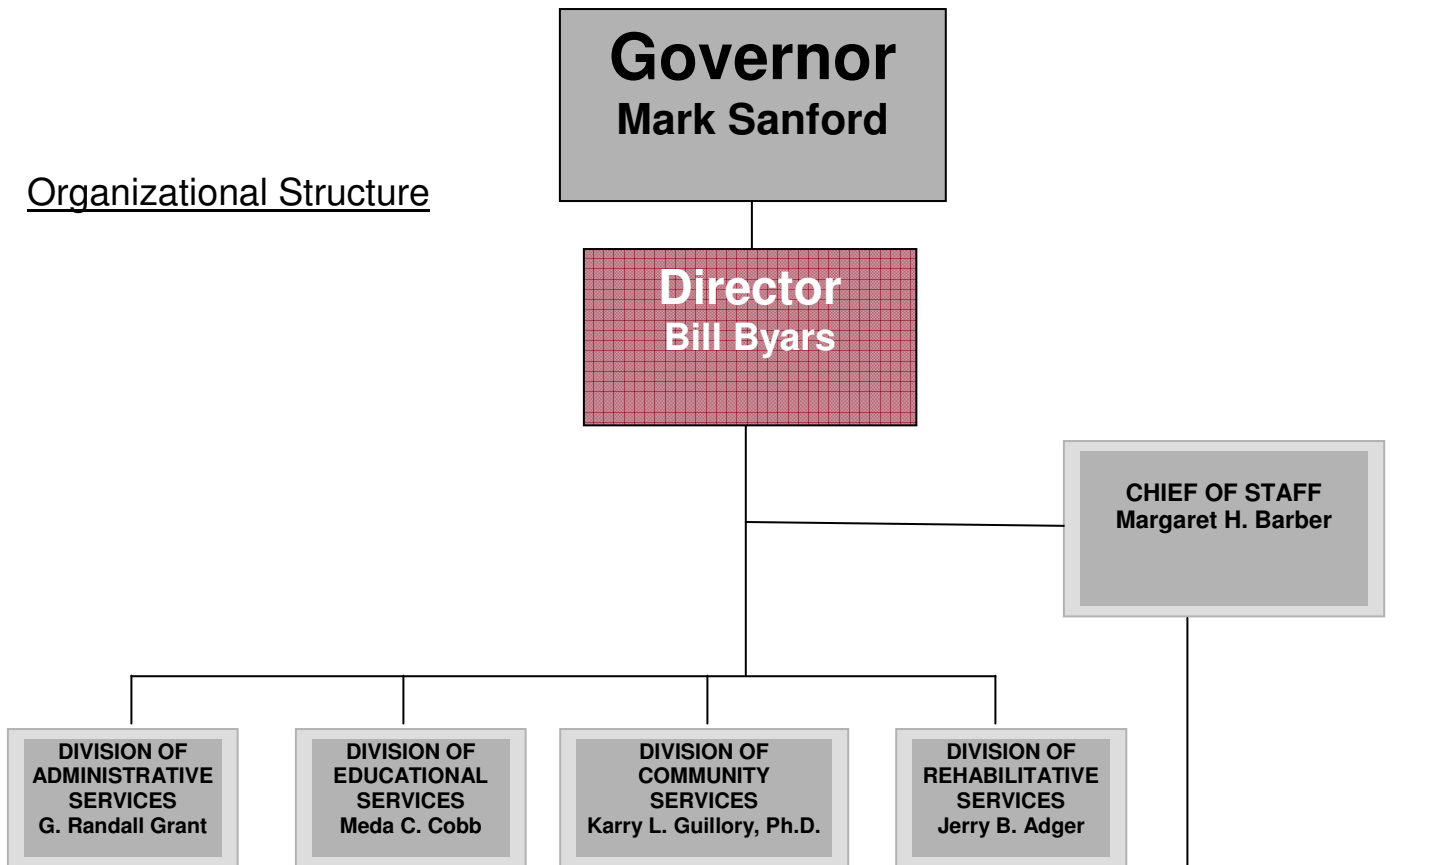 Governor
Mark Sanford
Organizational Structure
Director
Bill Byars
CHIEF OF STAFF
Margaret H. Barber
DIVISION OF
ADMINISTRATIVE
SERVICES
G. Randall Grant
DIVISION OF
EDUCATIONAL
SERVICES
Meda C. Cobb
DIVISION OF
COMMUNITY
SERVICES
Karry L. Guillory, Ph.D.
DIVISION OF
REHABILITATIVE
SERVICES
Jerry B. Adger